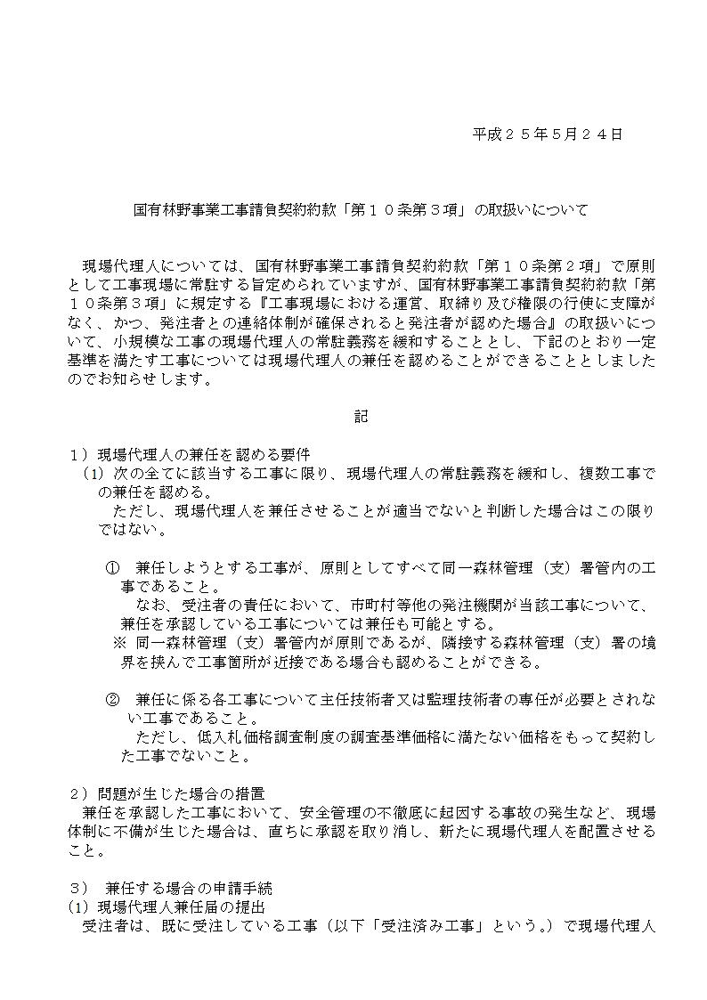 平成２５年５月２４日
国有林野事業工事請負契約約款「第１０条第３項」の取扱いについて
現場代理人については、国有林野事業工事請負契約約款「第１０条第２項」で原則
として工事現場に常駐する旨定められていますが、国有林野事業工事請負契約約款「第
１０条第３項」に規定する『工事現場における運営、取締り及び権限の行使に支障が
なく、かつ、発注者との連絡体制が確保されると発注者が認めた場合』の取扱いにつ
いて、小規模な工事の現場代理人の常駐義務を緩和することとし、下記のとおり一定
基準を満たす工事については現場代理人の兼任を認めることができることとしました
のでお知らせします。
記
１）現場代理人の兼任を認める要件
（1）次の全てに該当する工事に限り、現場代理人の常駐義務を緩和し、複数工事で
の兼任を認める。
ただし、現場代理人を兼任させることが適当でないと判断した場合はこの限り
ではない。
①　兼任しようとする工事が、原則としてすべて同一森林管理（支）署管内の工
事であること。
なお、受注者の責任において、市町村等他の発注機関が当該工事について、
兼任を承認している工事については兼任も可能とする。
※ 同一森林管理（支）署管内が原則であるが、隣接する森林管理（支）署の境
界を挟んで工事箇所が近接である場合も認めることができる。
②　兼任に係る各工事について主任技術者又は監理技術者の専任が必要とされな
い工事であること。
ただし、低入札価格調査制度の調査基準価格に満たない価格をもって契約し
た工事でないこと。
２）問題が生じた場合の措置
兼任を承認した工事において、安全管理の不徹底に起因する事故の発生など、現場
体制に不備が生じた場合は、直ちに承認を取り消し、新たに現場代理人を配置させる
こと。
３）　兼任する場合の申請手続
（1）現場代理人兼任届の提出
受注者は、既に受注している工事（以下「受注済み工事」という。）で現場代理人